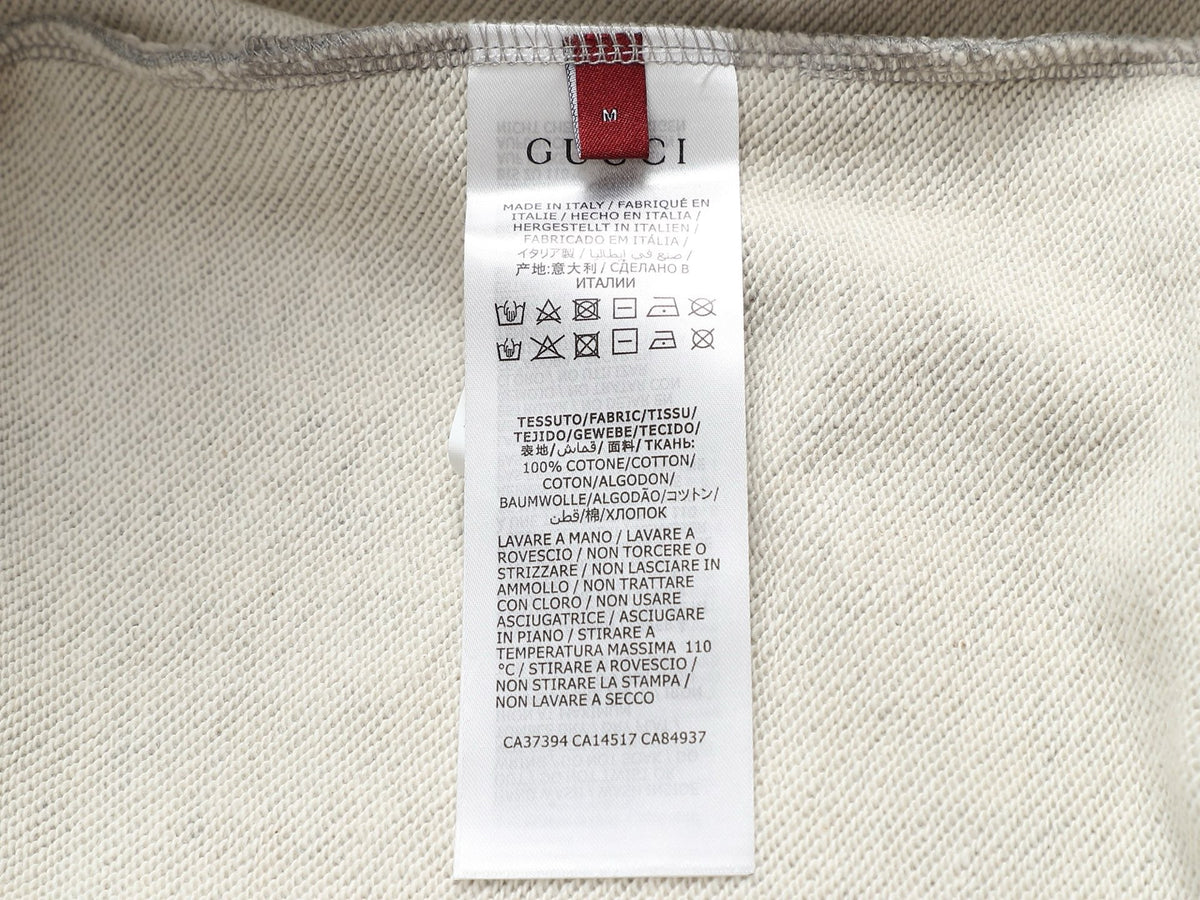 M
GUCCI
MADE IN ITALY / FABRIQUÉ EN
ITALIE / HECHO EN ITALIA /
HERGESTELLT IN ITALIEN /
FABRICADO EM ITÁLIA /
イタリア製 / صنع في إيطاليا /
产地:意大利 / СДЕЛАНО В
ИТАЛИИ
TESSUTO/FABRIC/TISSU/
TEJIDO/GEWEBE/TECIDO/
表地/قماش/ 面料/ ТКАНЬ:
100% COTONE/COTTON/
COTON/ALGODON/
BAUMWOLLE/ALGODÃO/コットン/
قطن/棉/ХЛОПОК
LAVARE A MANO / LAVARE A
ROVESCIO / NON TORCERE O
STRIZZARE / NON LASCIARE IN
AMMOLLO / NON TRATTARE
CON CLORO / NON USARE
ASCIUGATRICE / ASCIUGARE
IN PIANO / STIRARE A
TEMPERATURA MASSIMA 110
°C / STIRARE A ROVESCIO /
NON STIRARE LA STAMPA /
NON LAVARE A SECCO
CA37394 CA14517 CA84937